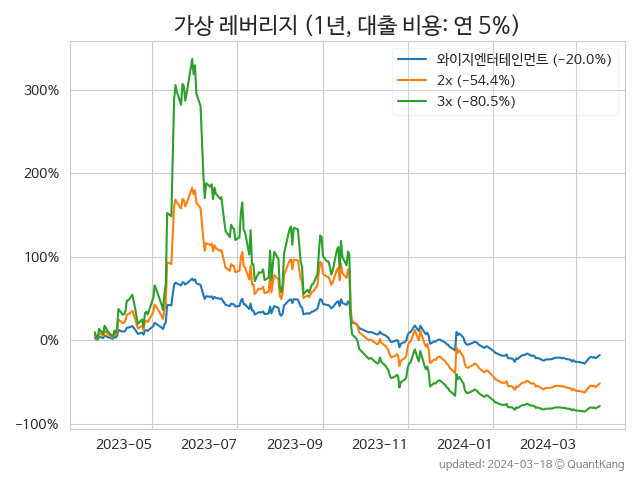 가상 레버리지 (1년, 대출 비용: 연 5%)
와이지엔터테인먼트 (−20.0%)
2x (−54.4%)
3x (−80.5%)
300%
200%
100%
0%
−100%
2023−05 2023−07 2023−09 2023−11 2024−01 2024−03
updated: 2024−03−18 © QuantKang